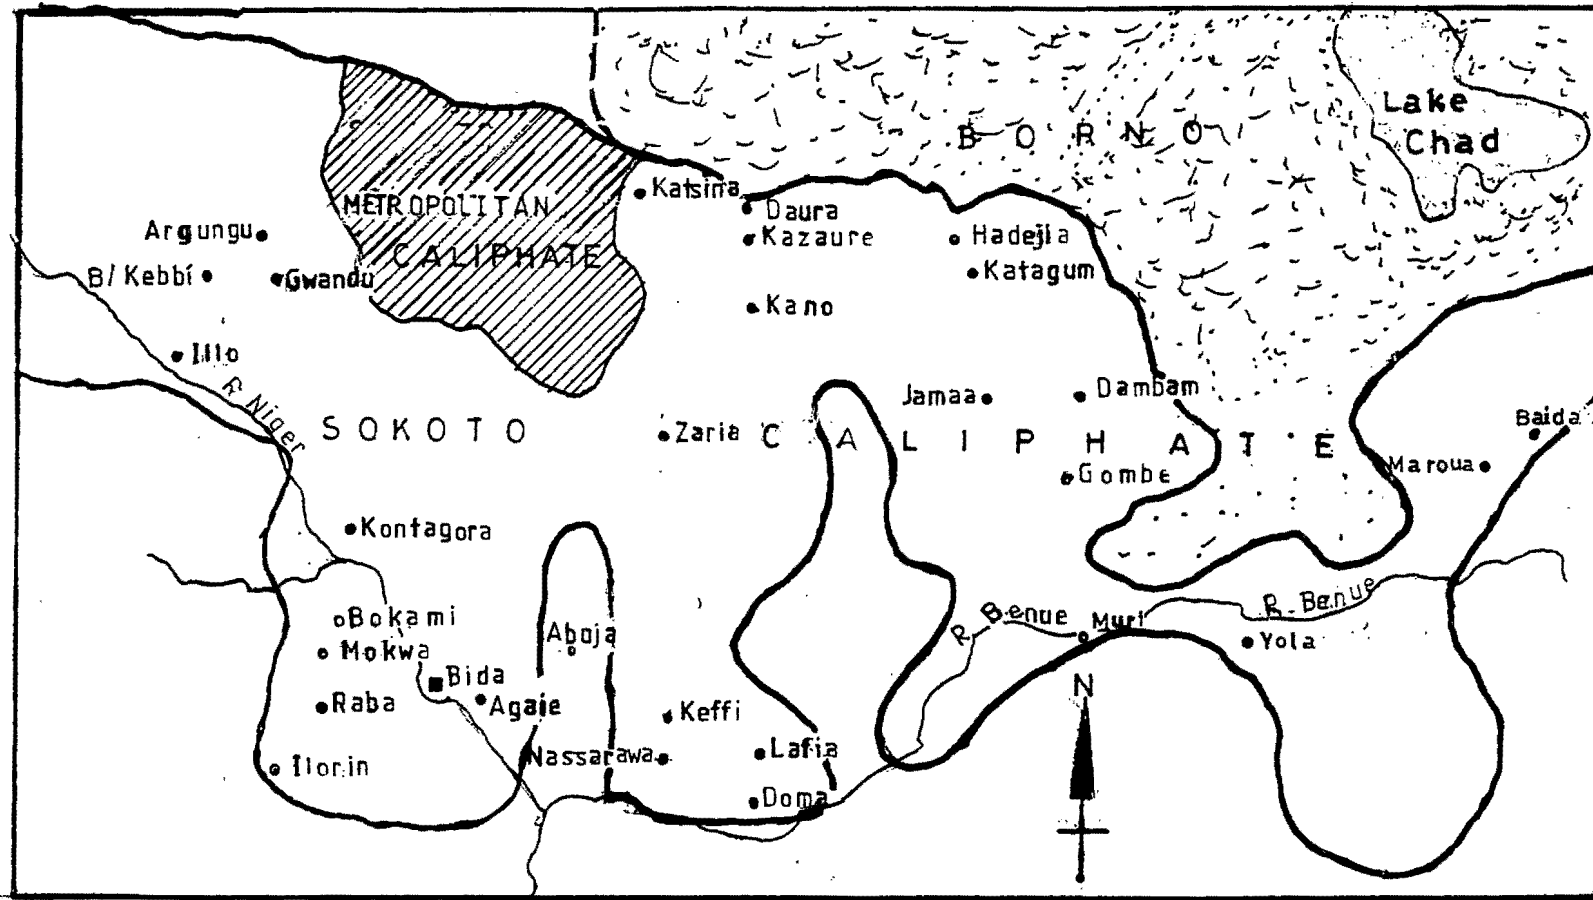 Lake
Chad
B O R N O
Katsina
METROPOLITAN
Daura
Argungu
Kazaure
Hadejia
CALIPHATE
B/Kebbi
Gwandu
Katagum
Kano
Illo
R Niger
Jamaa
Dambam
Baida
S O K O T O
Zaria
C A L I P H A T E
Maroua
Gombe
Kontagora
R. Benue
Bokami
R Benue
Muri
Aboja
Mokwa
Yola
Bida
N
Raba
Agaie
Keffi
Nassarawa
Lafia
Ilorin
Doma